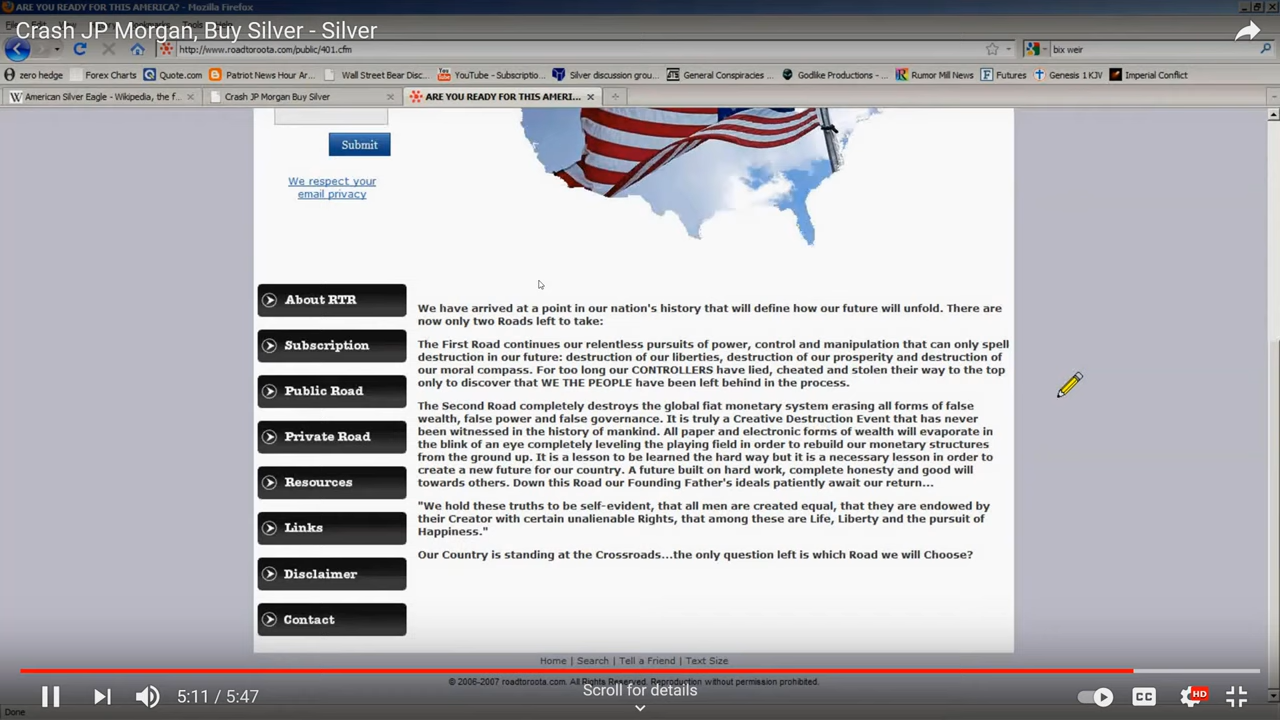 ARE YOU READY FOR THIS AMERICA? - Mozilla Firefox
Crash JP Morgan, Buy Silver - Silver
http://www.roadtoroota.com/public/401.cfm
bix weir
zero hedge Forex Charts Quote.com Patriot News Hour Ar... Wall Street Bear Disc... YouTube - Subscriptio... Silver discussion grou... General Conspiracies ... Godlike Productions - ... Rumor Mill News Futures Genesis 1 KJV Imperial Conflict
American Silver Eagle - Wikipedia, the f... Crash JP Morgan Buy Silver ARE YOU READY FOR THIS AMERI...
Submit
We respect your
email privacy
About RTR
Subscription
Public Road
Private Road
Resources
Links
Disclaimer
Contact
We have arrived at a point in our nation's history that will define how our future will unfold. There are
now only two Roads left to take:
The First Road continues our relentless pursuits of power, control and manipulation that can only spell
destruction in our future: destruction of our liberties, destruction of our prosperity and destruction of
our moral compass. For too long our CONTROLLERS have lied, cheated and stolen their way to the top
only to discover that WE THE PEOPLE have been left behind in the process.
The Second Road completely destroys the global fiat monetary system erasing all forms of false
wealth, false power and false governance. It is truly a Creative Destruction Event that has never
been witnessed in the history of mankind. All paper and electronic forms of wealth will evaporate in
the blink of an eye completely leveling the playing field in order to rebuild our monetary structures
from the ground up. It is a lesson to be learned the hard way but it is a necessary lesson in order to
create a new future for our country. A future built on hard work, complete honesty and good will
towards others. Down this Road our Founding Father's ideals patiently await our return...
"We hold these truths to be self-evident, that all men are created equal, that they are endowed by
their Creator with certain unalienable Rights, that among these are Life, Liberty and the pursuit of
Happiness."
Our Country is standing at the Crossroads...the only question left is which Road we will Choose?
Home | Search | Tell a Friend | Text Size
© 2006-2007 roadtoroota.com. All Rights Reserved. Reproduction without permission prohibited.
5:11 / 5:47
Scroll for details
CC
HD
Done